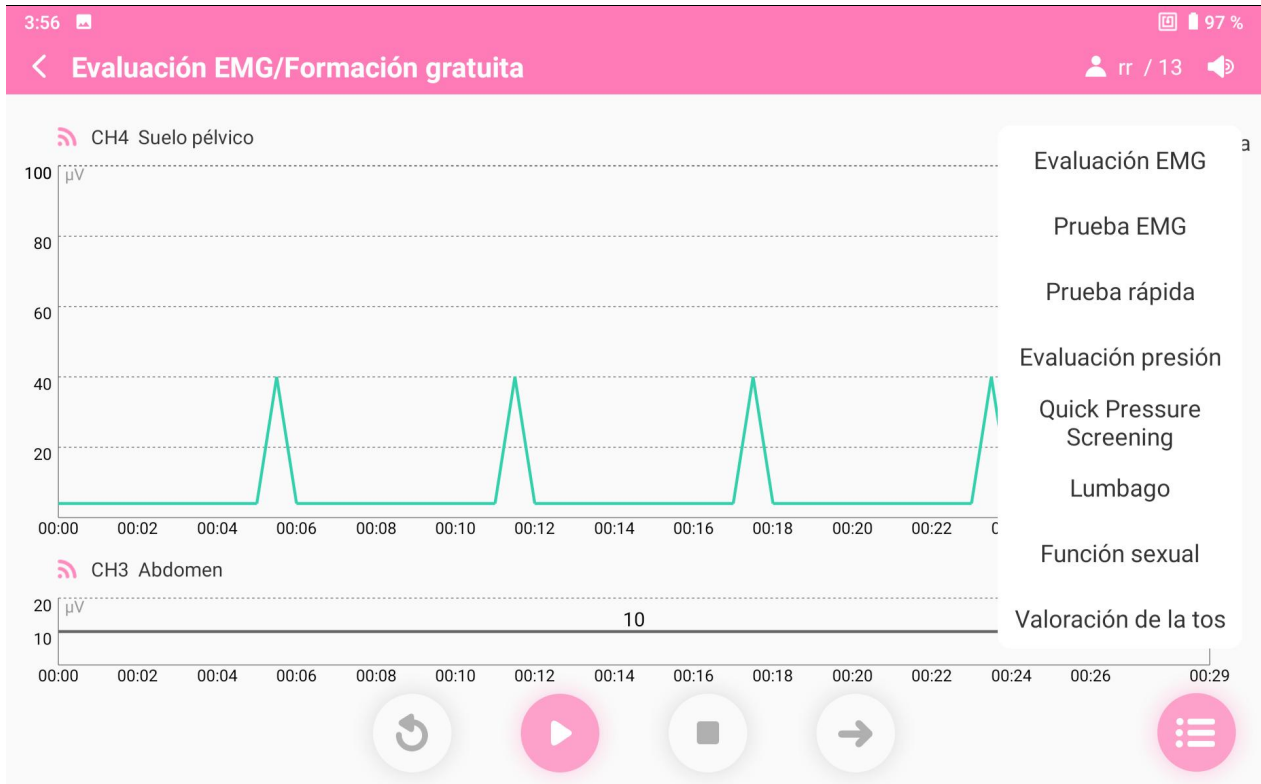 3:56
97 %
Evaluación EMG/Formación gratuita
rr / 13
CH4 Suelo pélvico
a
100
µV
80
60
40
20
00:00 00:02 00:04 00:06 00:08 00:10 00:12 00:14 00:16 00:18 00:20 00:22
CH3 Abdomen
20
µV
10
10
00:00 00:02 00:04 00:06 00:08 00:10 00:12 00:14 00:16 00:18 00:20 00:22 00:24 00:26 00:29
Evaluación EMG
Prueba EMG
Prueba rápida
Evaluación presión
Quick Pressure
Screening
Lumbago
Función sexual
Valoración de la tos